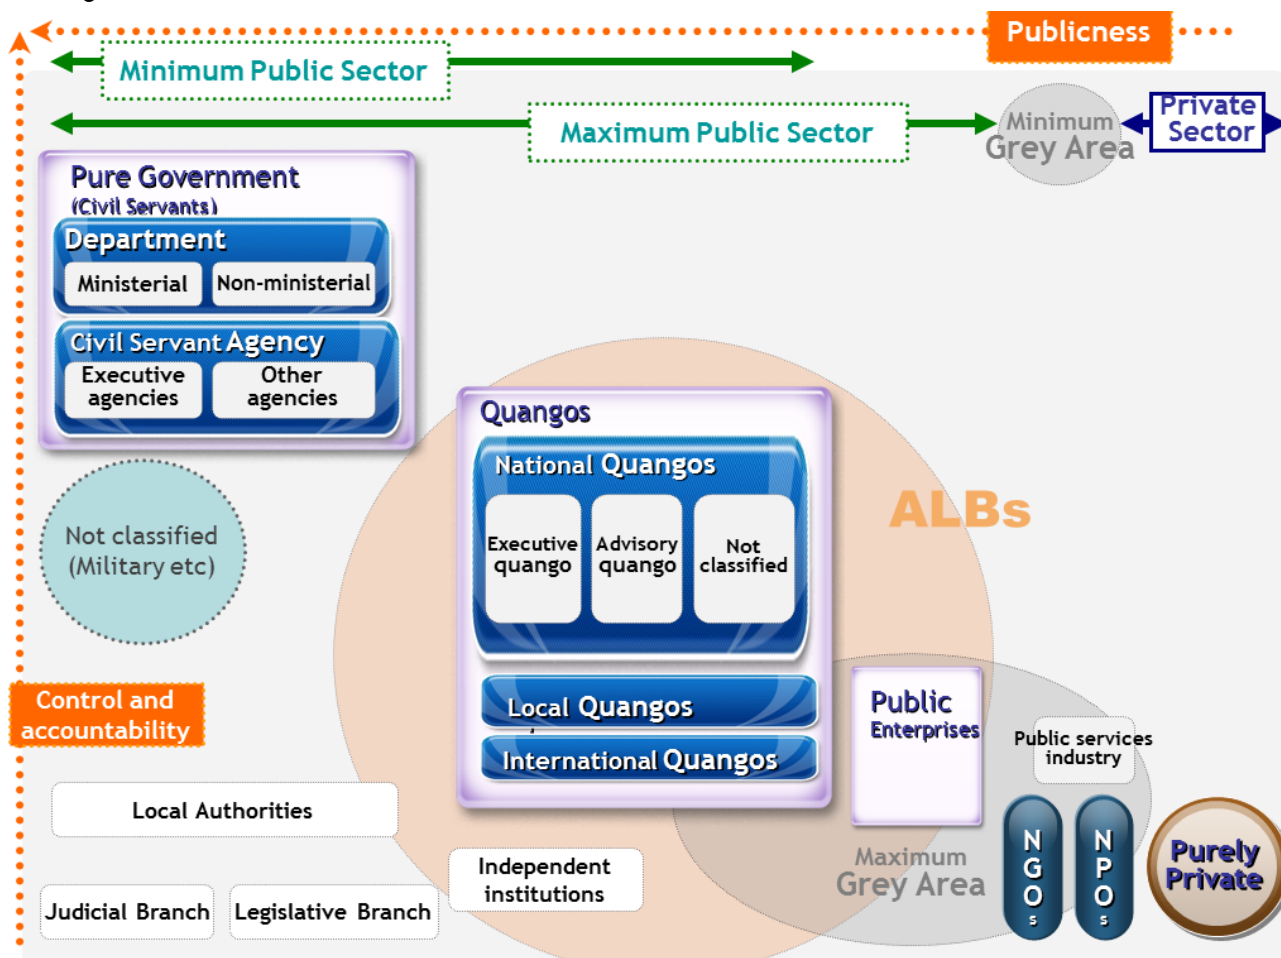 Publicness
Minimum Public Sector
Maximum Public Sector
Minimum
Grey Area
Private
Sector
Pure Government
(Civil Servants)
Department
Ministerial
Non-ministerial
Civil Servant Agency
Executive
agencies
Other
agencies
Quangos
National Quangos
Executive
quango
Advisory
quango
Not
classified
ALBs
Not classified
(Military etc)
Local Quangos
International Quangos
Control and
accountability
Public
Enterprises
Public services
industry
Local Authorities
Judicial Branch
Legislative Branch
Independent
institutions
Maximum
Grey Area
NGOs
NPOs
Purely
Private